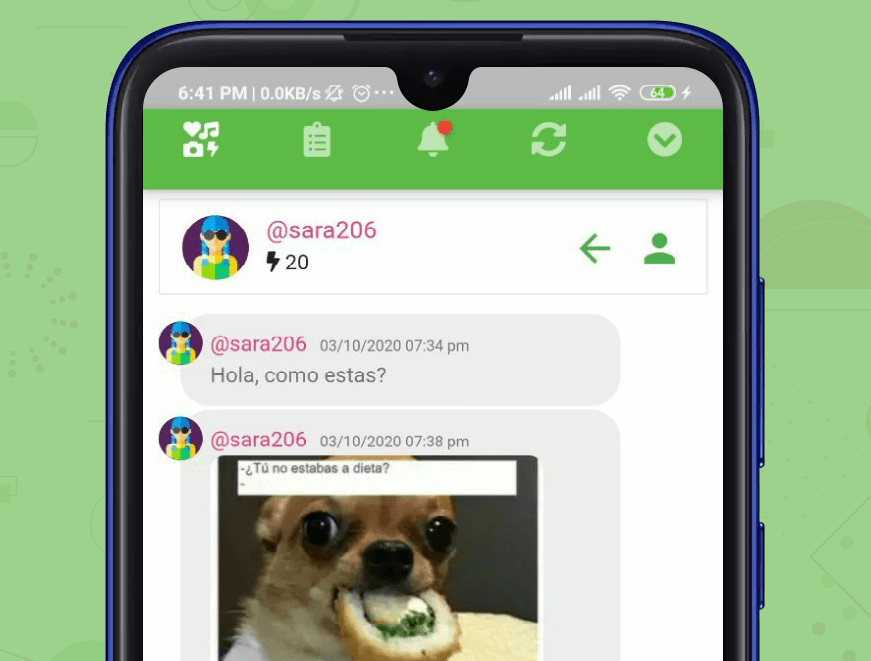 6:41 PM | 0.0KB/s ...
64
@sara206
20
@sara206 03/10/2020 07:34 pm
Hola, como estas?
@sara206 03/10/2020 07:38 pm
-¿Tú no estabas a dieta?
-